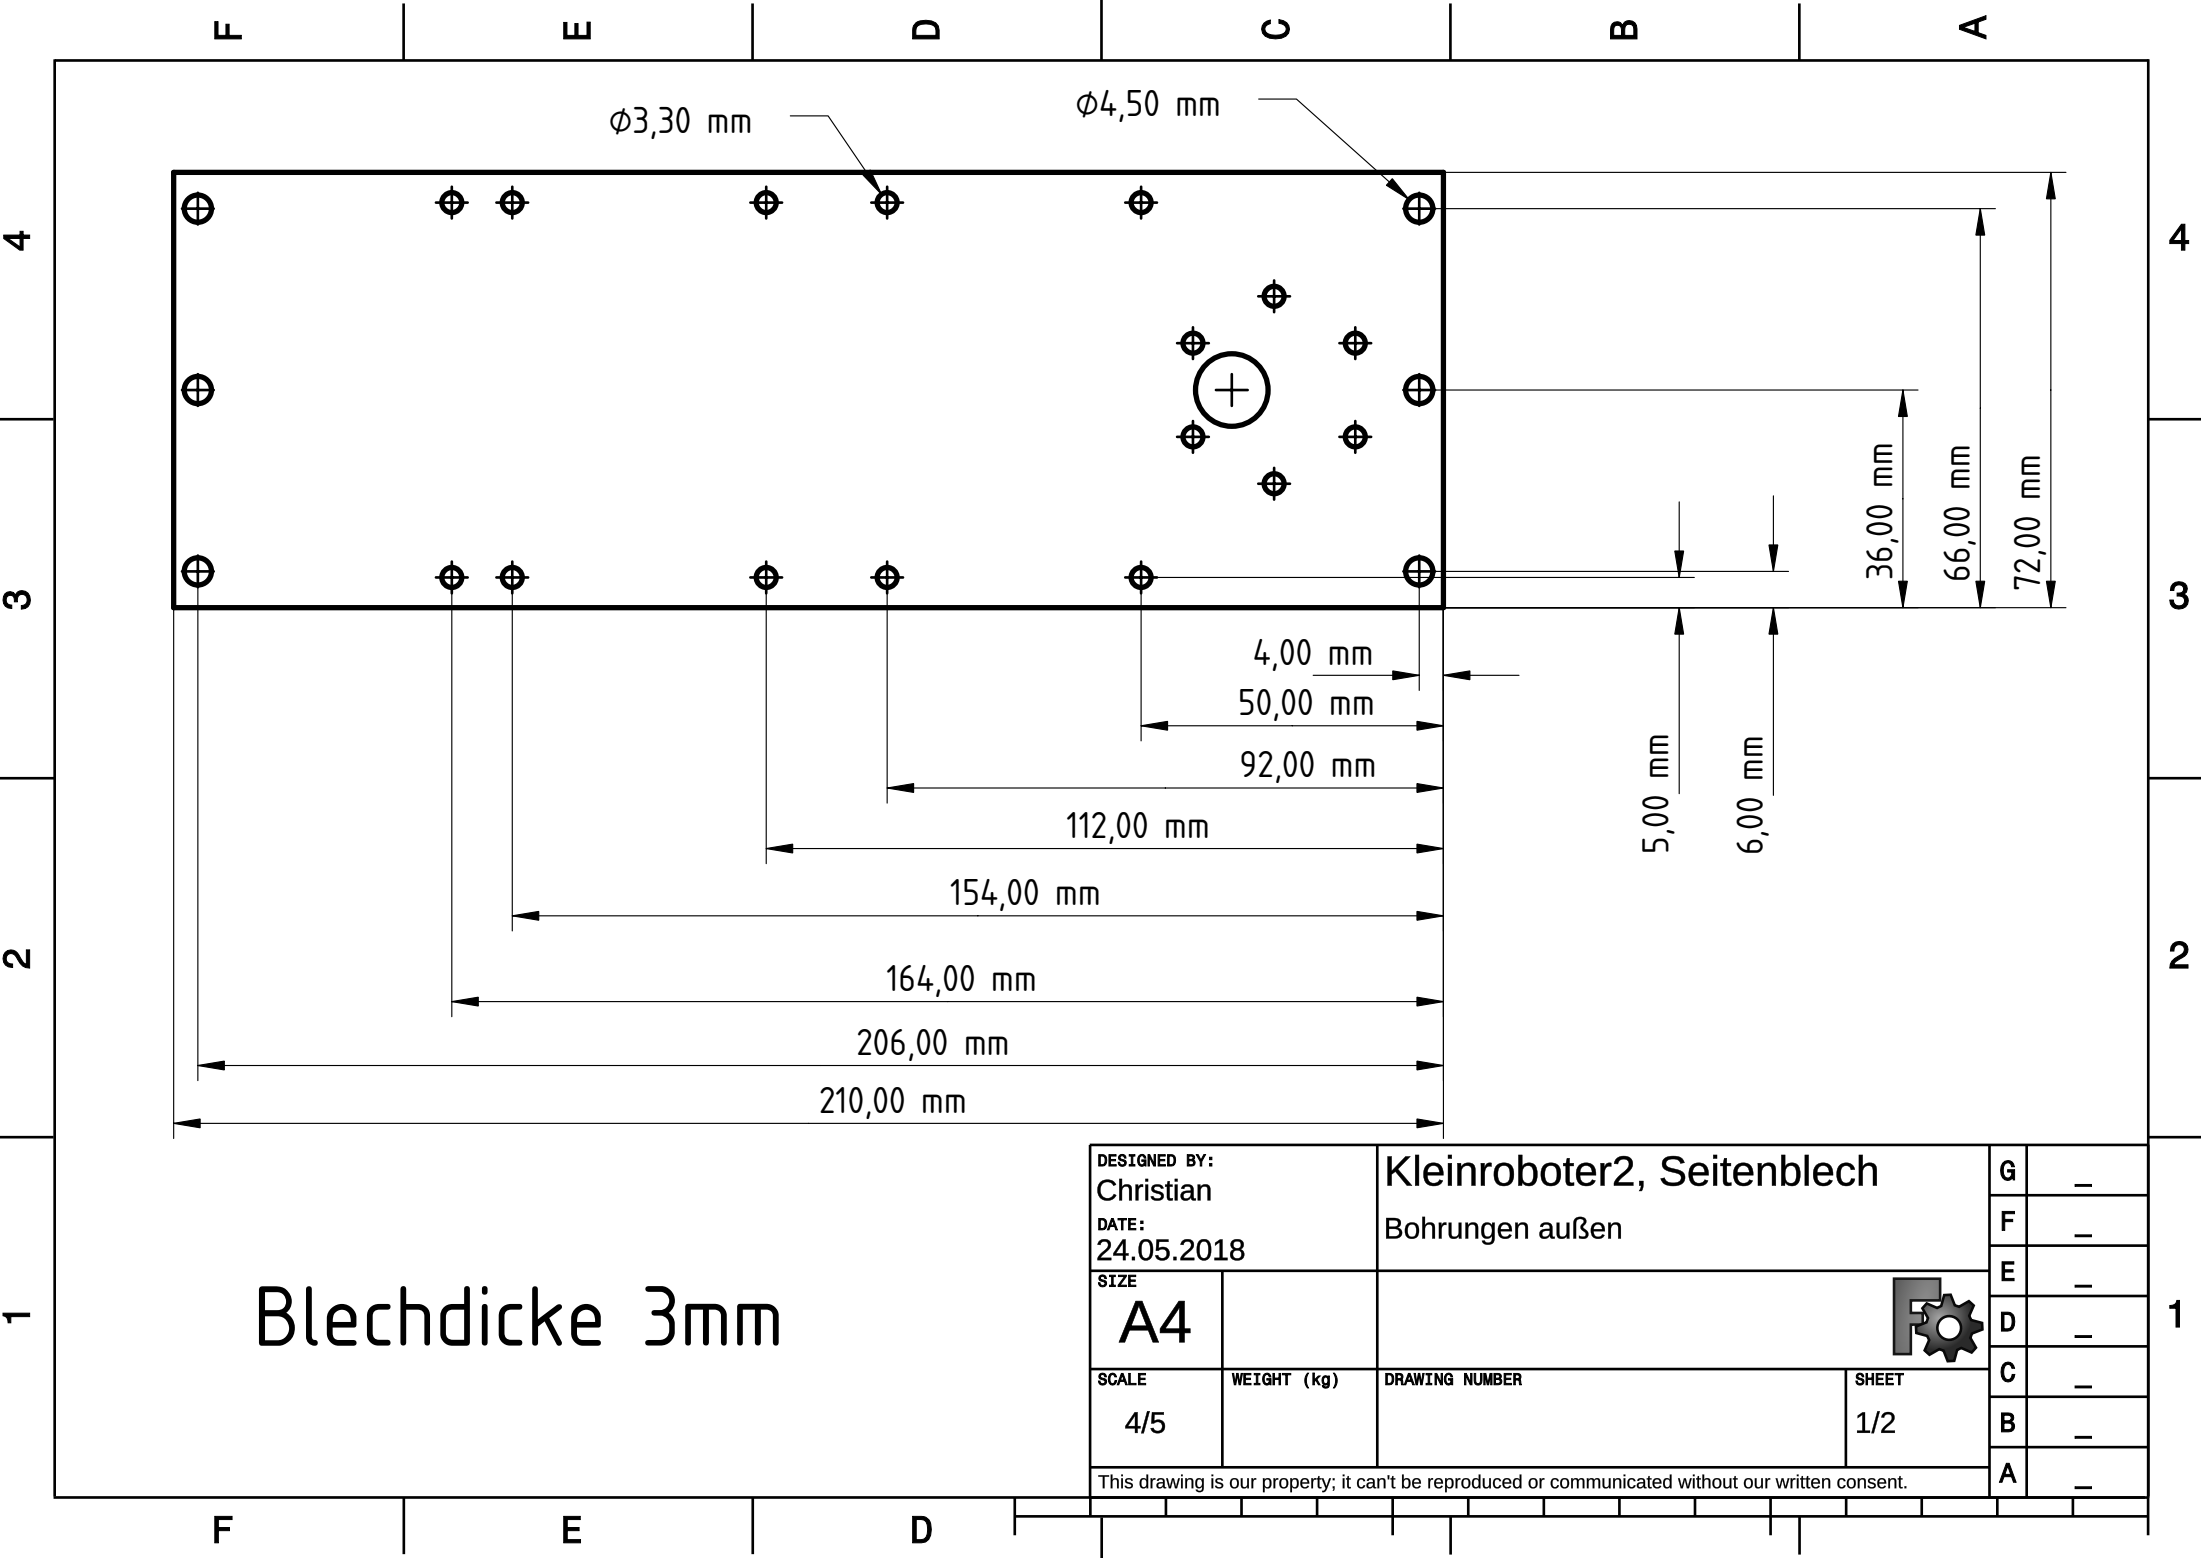 F E D C B A
Ø3,30 mm
Ø4,50 mm
4
4
3
3
36,00 mm
66,00 mm
72,00 mm
4,00 mm
50,00 mm
92,00 mm
5,00 mm
6,00 mm
112,00 mm
154,00 mm
2
2
164,00 mm
206,00 mm
210,00 mm
DESIGNED BY:
Christian
DATE:
24.05.2018
Kleinroboter2, Seitenblech
Bohrungen außen
G _
F _
E _
D _
C _
B _
A _
SIZE
A4
1
Blechdicke 3mm
1
SCALE
4/5
WEIGHT (kg)
DRAWING NUMBER
SHEET
1/2
This drawing is our property; it can't be reproduced or communicated without our written consent.
F E D